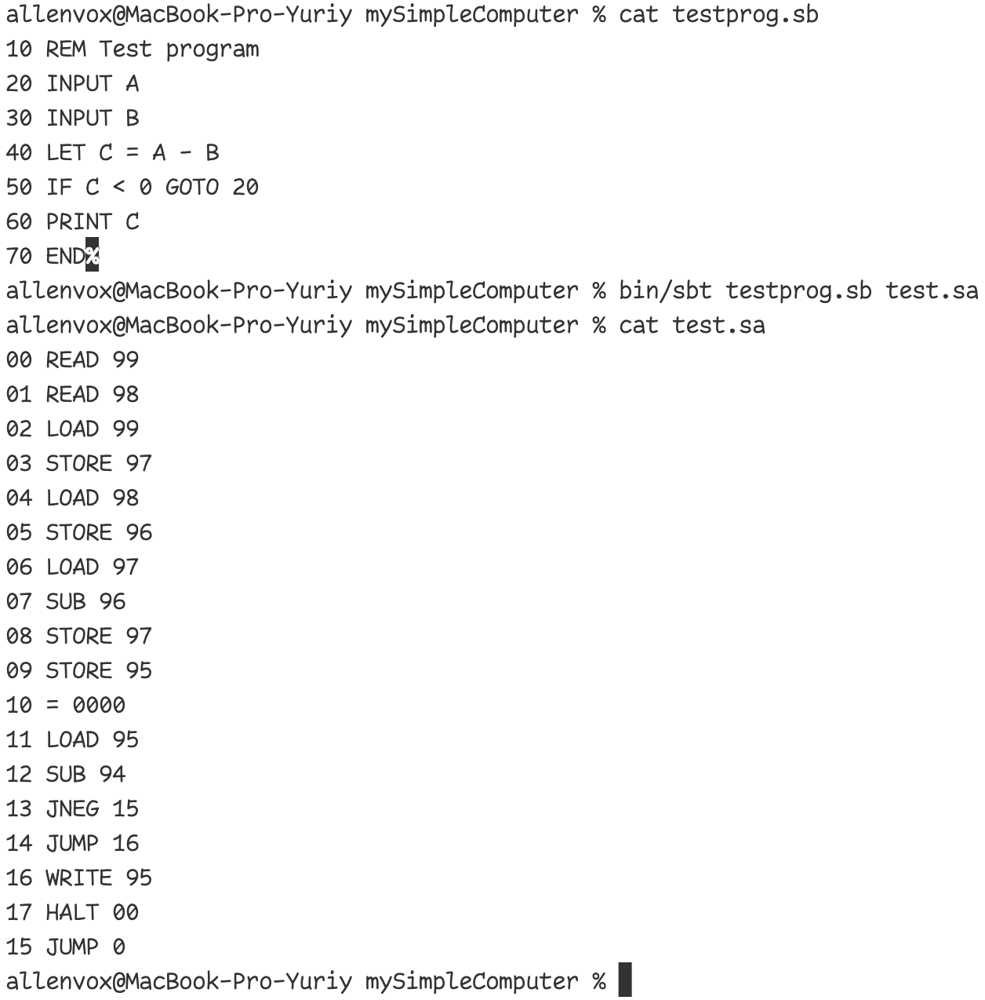 allenvox@MacBook-Pro-Yuriy mySimpleComputer % cat testprog.sb
10 REM Test program
20 INPUT A
30 INPUT B
40 LET C = A - B
50 IF C < 0 GOTO 20
60 PRINT C
70 END%
allenvox@MacBook-Pro-Yuriy mySimpleComputer % bin/sbt testprog.sb test.sa
allenvox@MacBook-Pro-Yuriy mySimpleComputer % cat test.sa
00 READ 99
01 READ 98
02 LOAD 99
03 STORE 97
04 LOAD 98
05 STORE 96
06 LOAD 97
07 SUB 96
08 STORE 97
09 STORE 95
10 = 0000
11 LOAD 95
12 SUB 94
13 JNEG 15
14 JUMP 16
16 WRITE 95
17 HALT 00
15 JUMP 0
allenvox@MacBook-Pro-Yuriy mySimpleComputer %